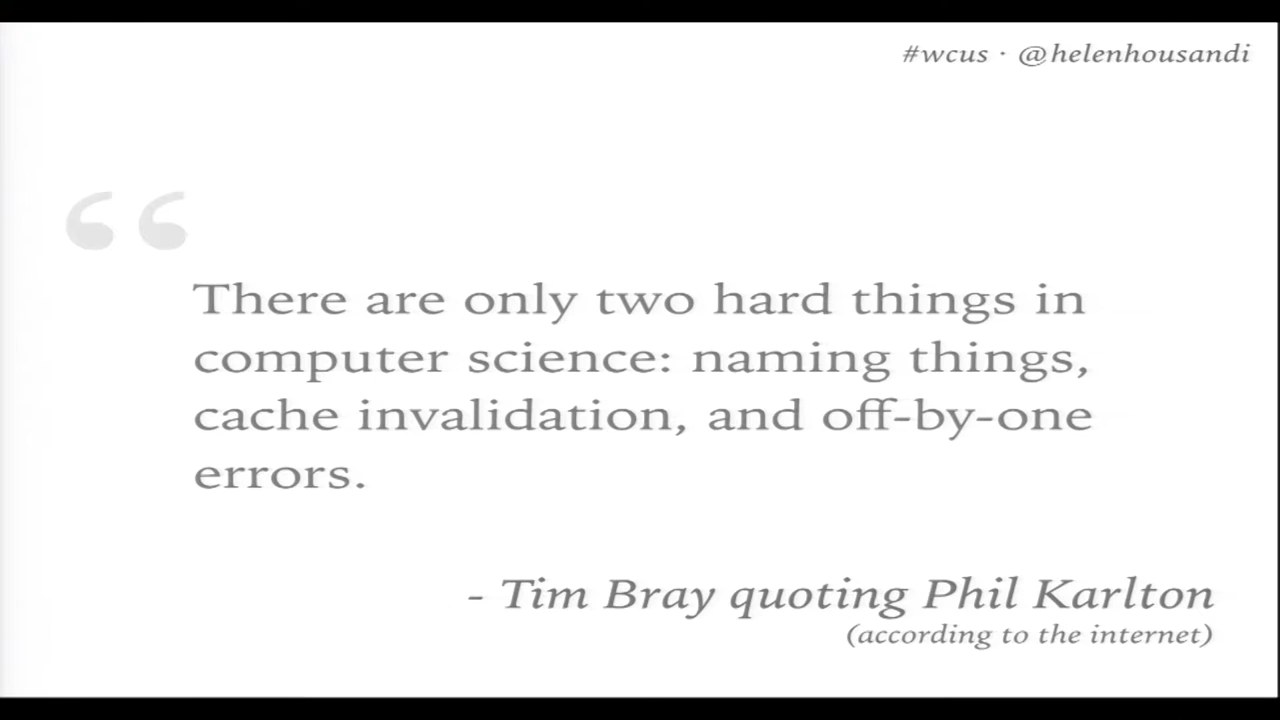 #wcus · @helenhousandi
“
There are only two hard things in
computer science: naming things,
cache invalidation, and off-by-one
errors.
- Tim Bray quoting Phil Karlton
(according to the internet)